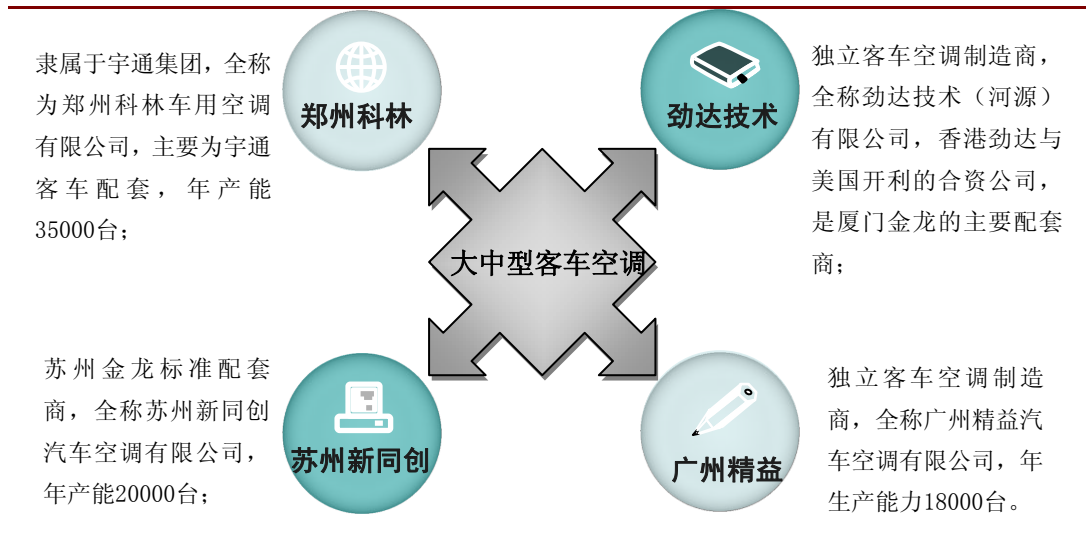 隶属于宇通集团，全称
为郑州科林车用空调
有限公司，主要为宇通
客车配套，年产能
35000台；
郑州科林
劲达技术
独立客车空调制造商，
全称劲达技术（河源）
有限公司，香港劲达与
美国开利的合资公司，
是厦门金龙的主要配套
商；
大中型客车空调
苏州金龙标准配套
商，全称苏州新同创
汽车空调有限公司，
年产能20000台；
苏州新同创
广州精益
独立客车空调制造
商，全称广州精益汽
车空调有限公司，年
生产能力18000台。